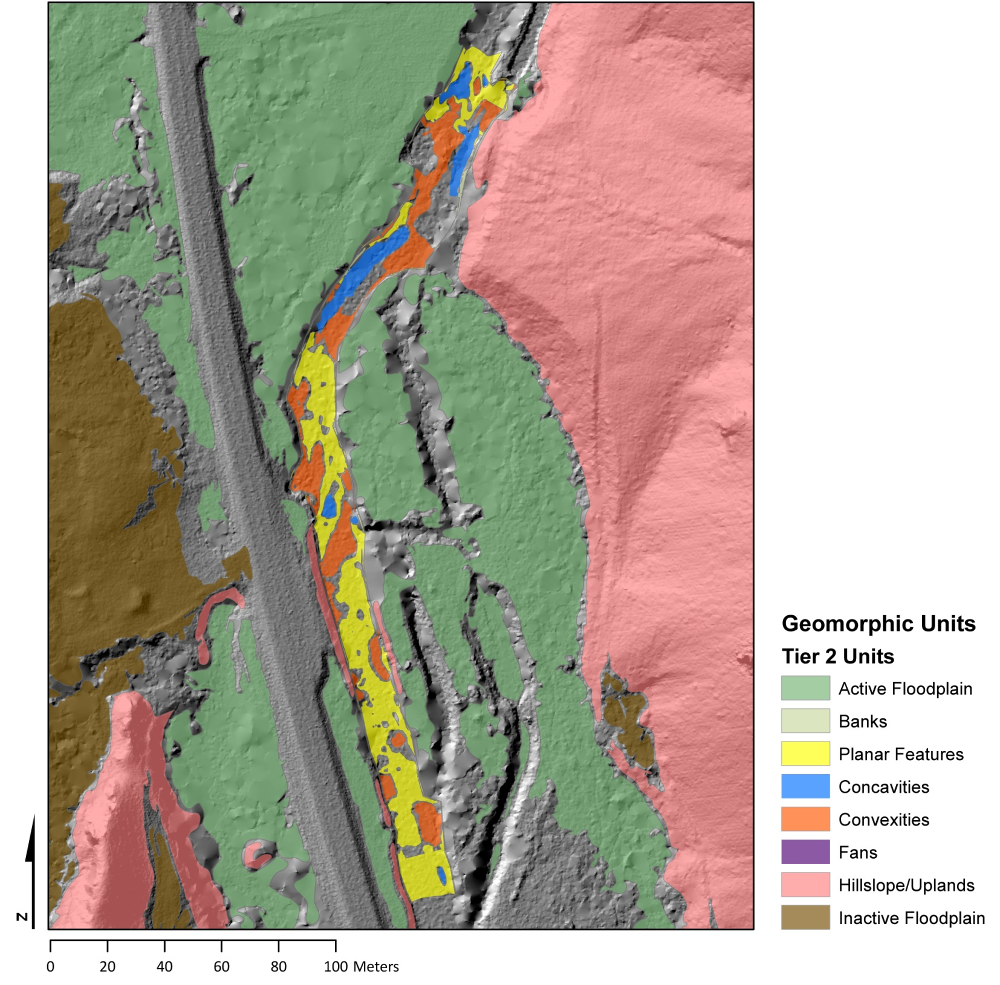 Geomorphic Units
Tier 2 Units
Active Floodplain
Banks
Planar Features
Concavities
Convexities
Fans
Hillslope/Uplands
Inactive Floodplain
N
0 20 40 60 80 100 Meters